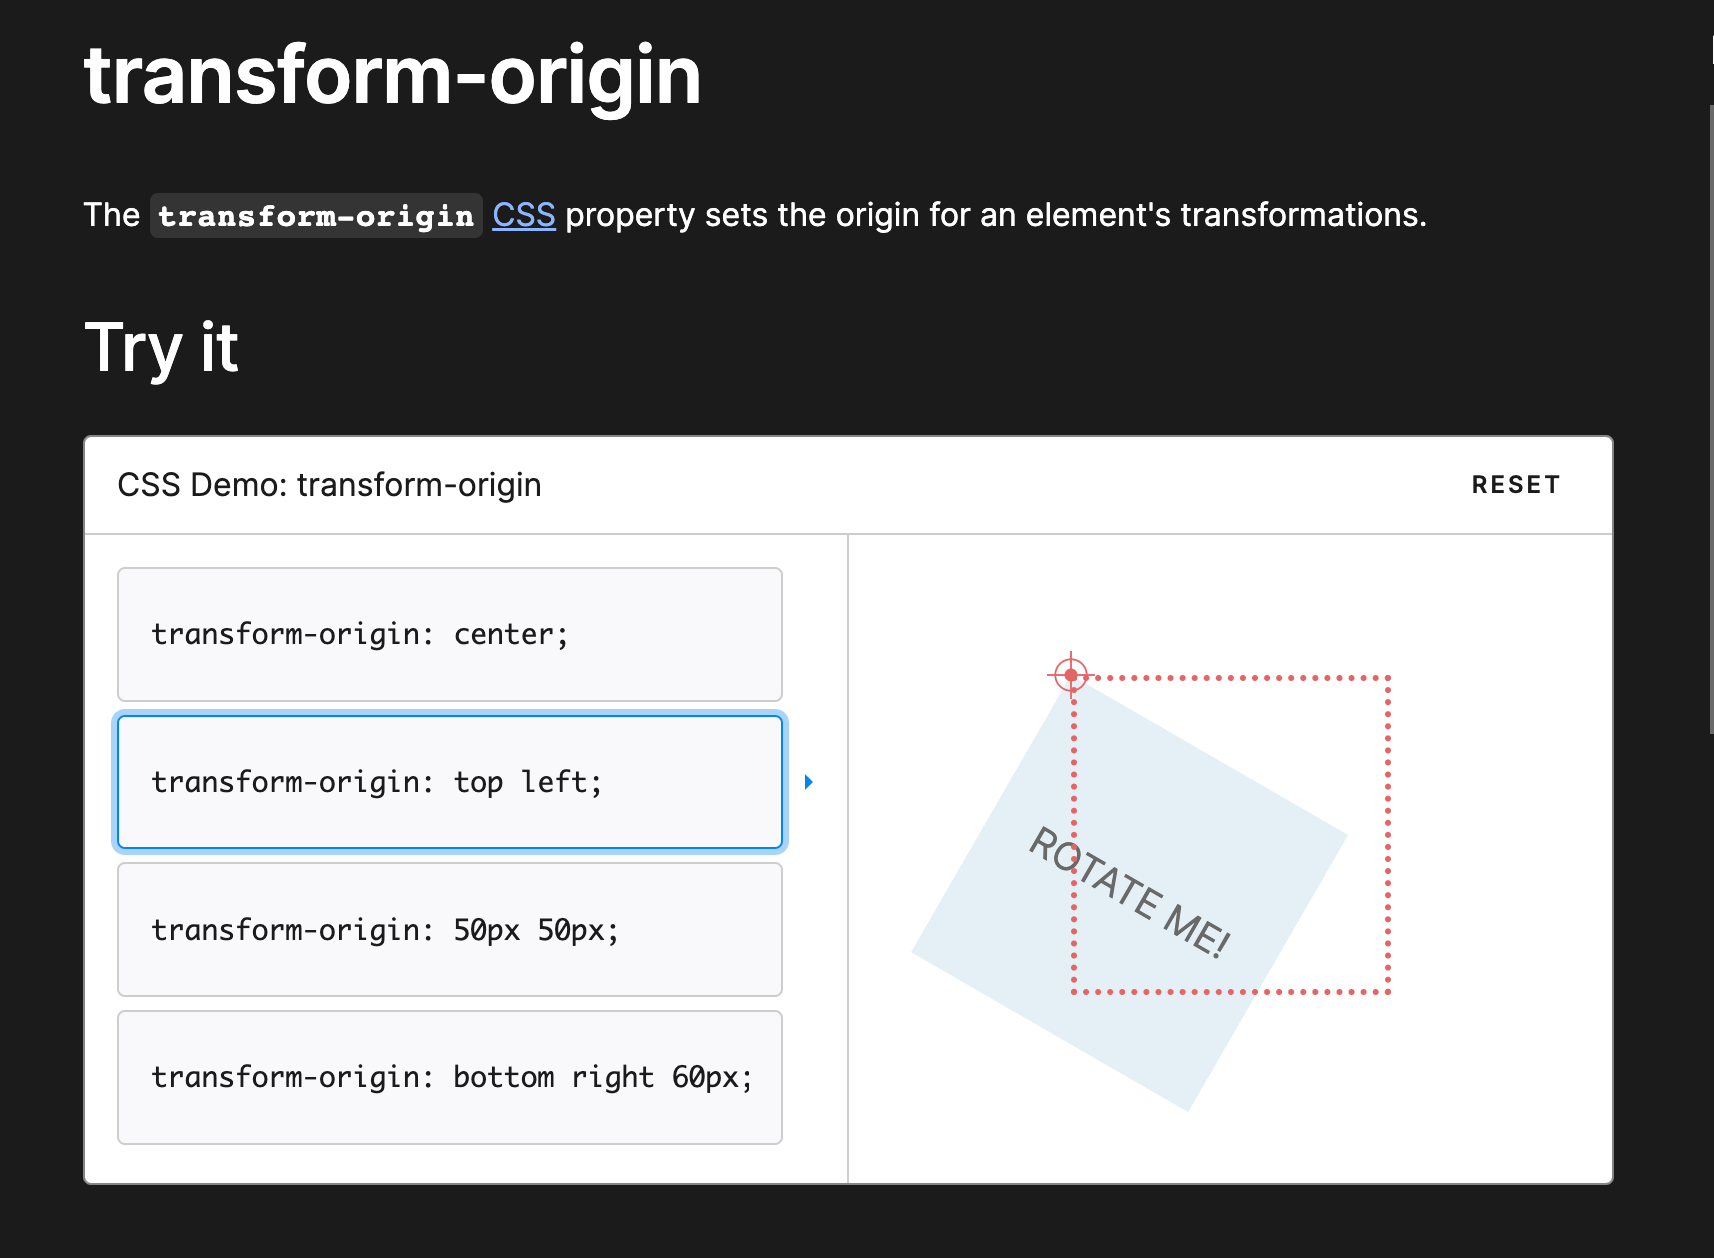 transform-origin
The transform-origin CSS property sets the origin for an element's transformations.
Try it
CSS Demo: transform-origin
RESET
transform-origin: center;
transform-origin: top left;
transform-origin: 50px 50px;
transform-origin: bottom right 60px;
ROTATE ME!